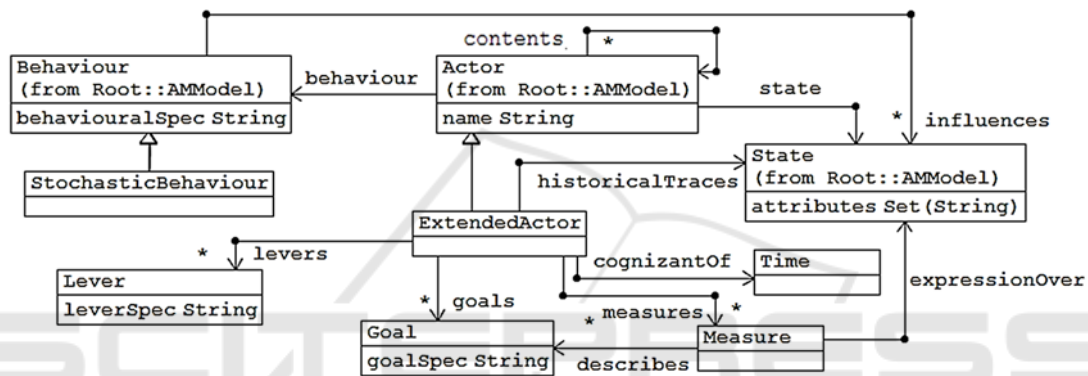 contents
*
Behaviour
(from Root::AMModel)
behaviouralSpec String
behaviour
Actor
(from Root::AMModel)
name String
state
*
influences
StochasticBehaviour
historicalTraces
State
(from Root::AMModel)
attributes Set(String)
ExtendedActor
*
levers
cognizantOf
Time
expressionOver
Lever
leverSpec String
*
goals
measures
*
Goal
goalSpec String
*
describes
Measure
SCITEPRESS